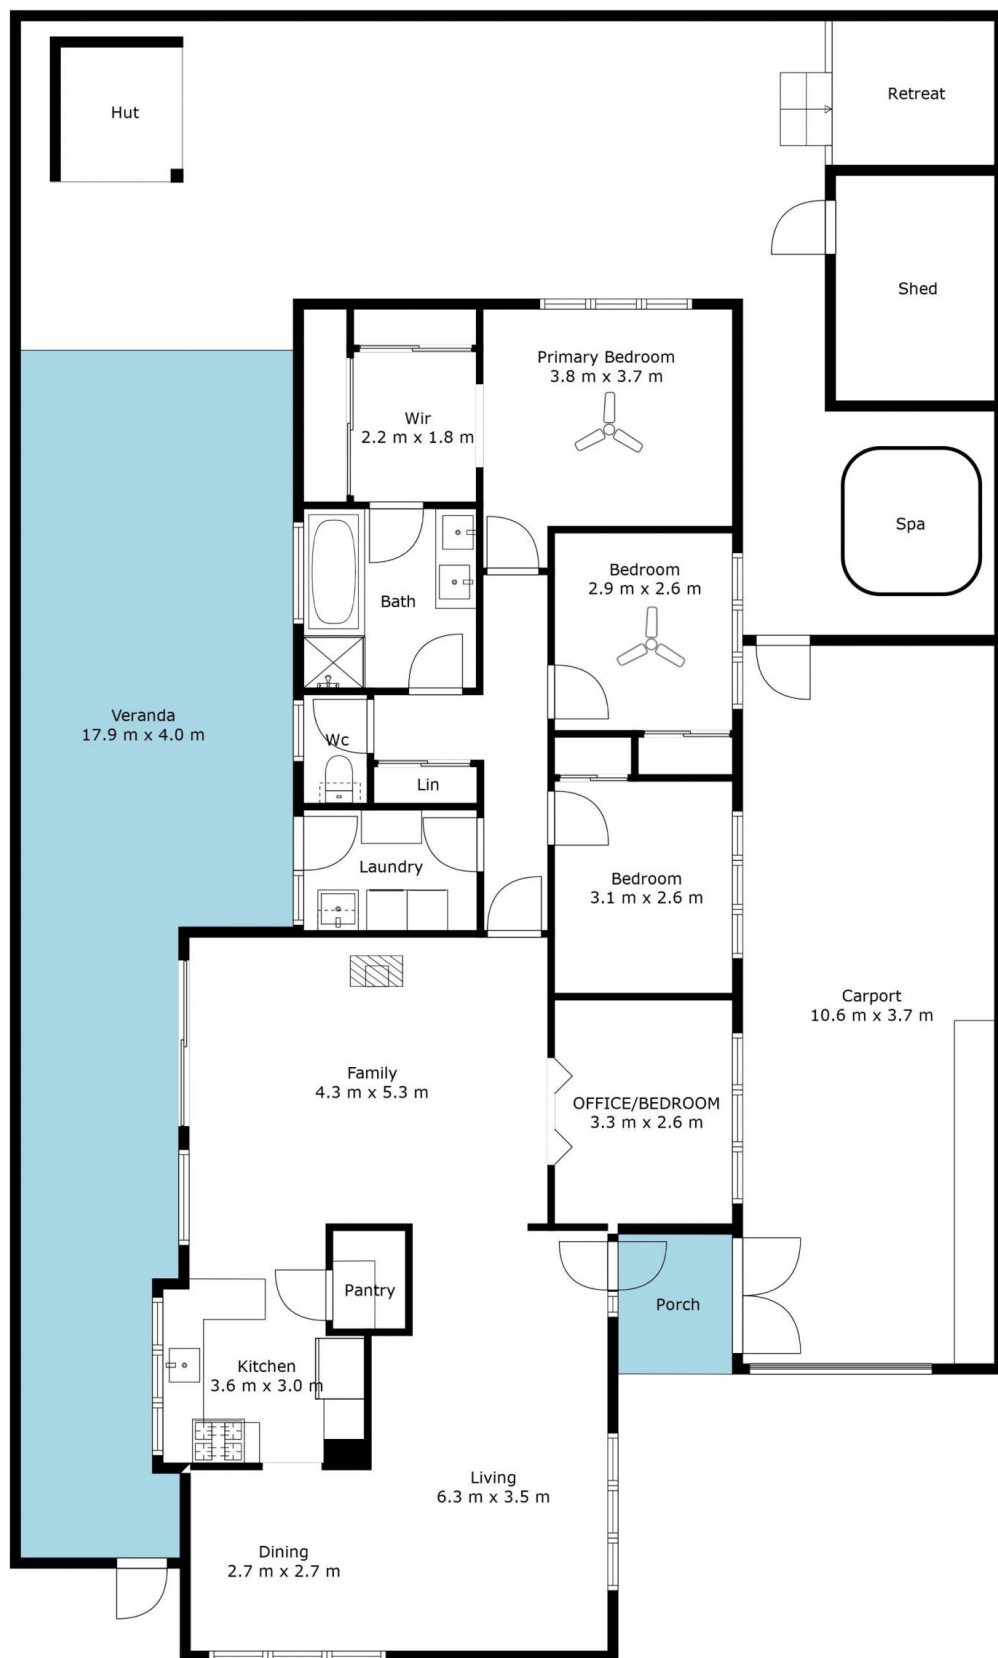 Hut
Retreat
Shed
Primary Bedroom
3.8 m x 3.7 m
Wir
2.2 m x 1.8 m
Spa
Bedroom
2.9 m x 2.6 m
Bath
Veranda
17.9 m x 4.0 m
Wc
Lin
Laundry
Bedroom
3.1 m x 2.6 m
Carport
10.6 m x 3.7 m
Family
4.3 m x 5.3 m
OFFICE/BEDROOM
3.3 m x 2.6 m
Pantry
Porch
Kitchen
3.6 m x 3.0 m
Living
6.3 m x 3.5 m
Dining
2.7 m x 2.7 m